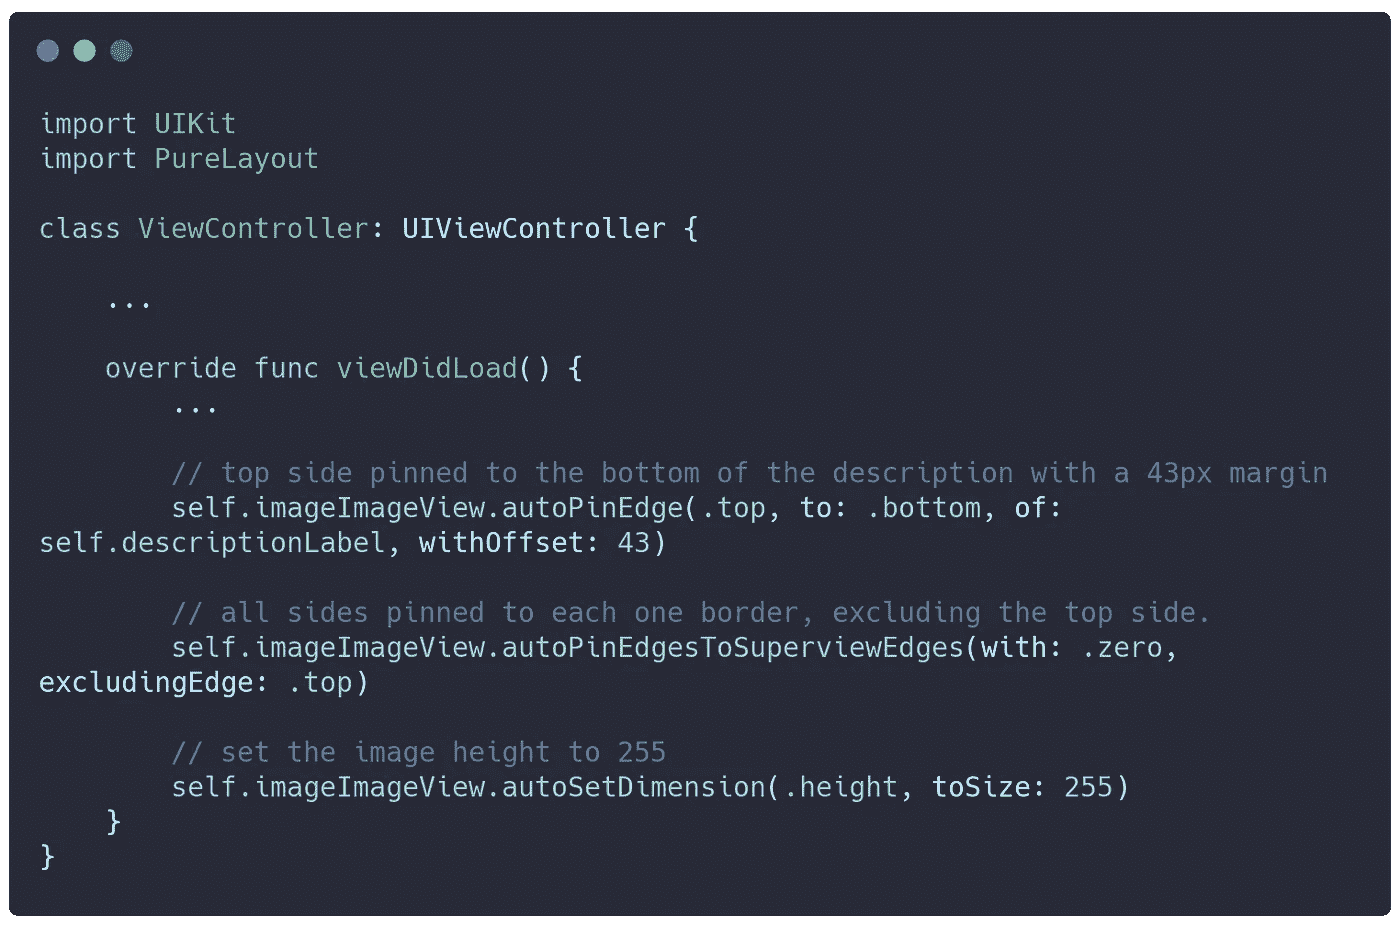 import UIKit
import PureLayout
class ViewController: UIViewController {
...
override func viewDidLoad() {
...
// top side pinned to the bottom of the description with a 43px margin
self.imageImageView.autoPinEdge(.top, to: .bottom, of:
self.descriptionLabel, withOffset: 43)
// all sides pinned to each one border, excluding the top side.
self.imageImageView.autoPinEdgesToSuperviewEdges(with: .zero,
excludingEdge: .top)
// set the image height to 255
self.imageImageView.autoSetDimension(.height, toSize: 255)
}
}